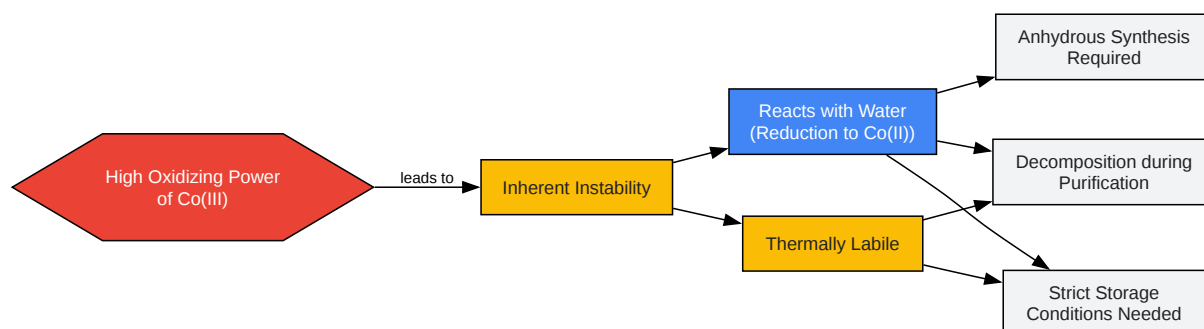 High Oxidizing Power
of Co(III)
leads to
Inherent Instability
Reacts with Water
(Reduction to Co(II))
Thermally Labile
Anhydrous Synthesis
Required
Decomposition during
Purification
Strict Storage
Conditions Needed